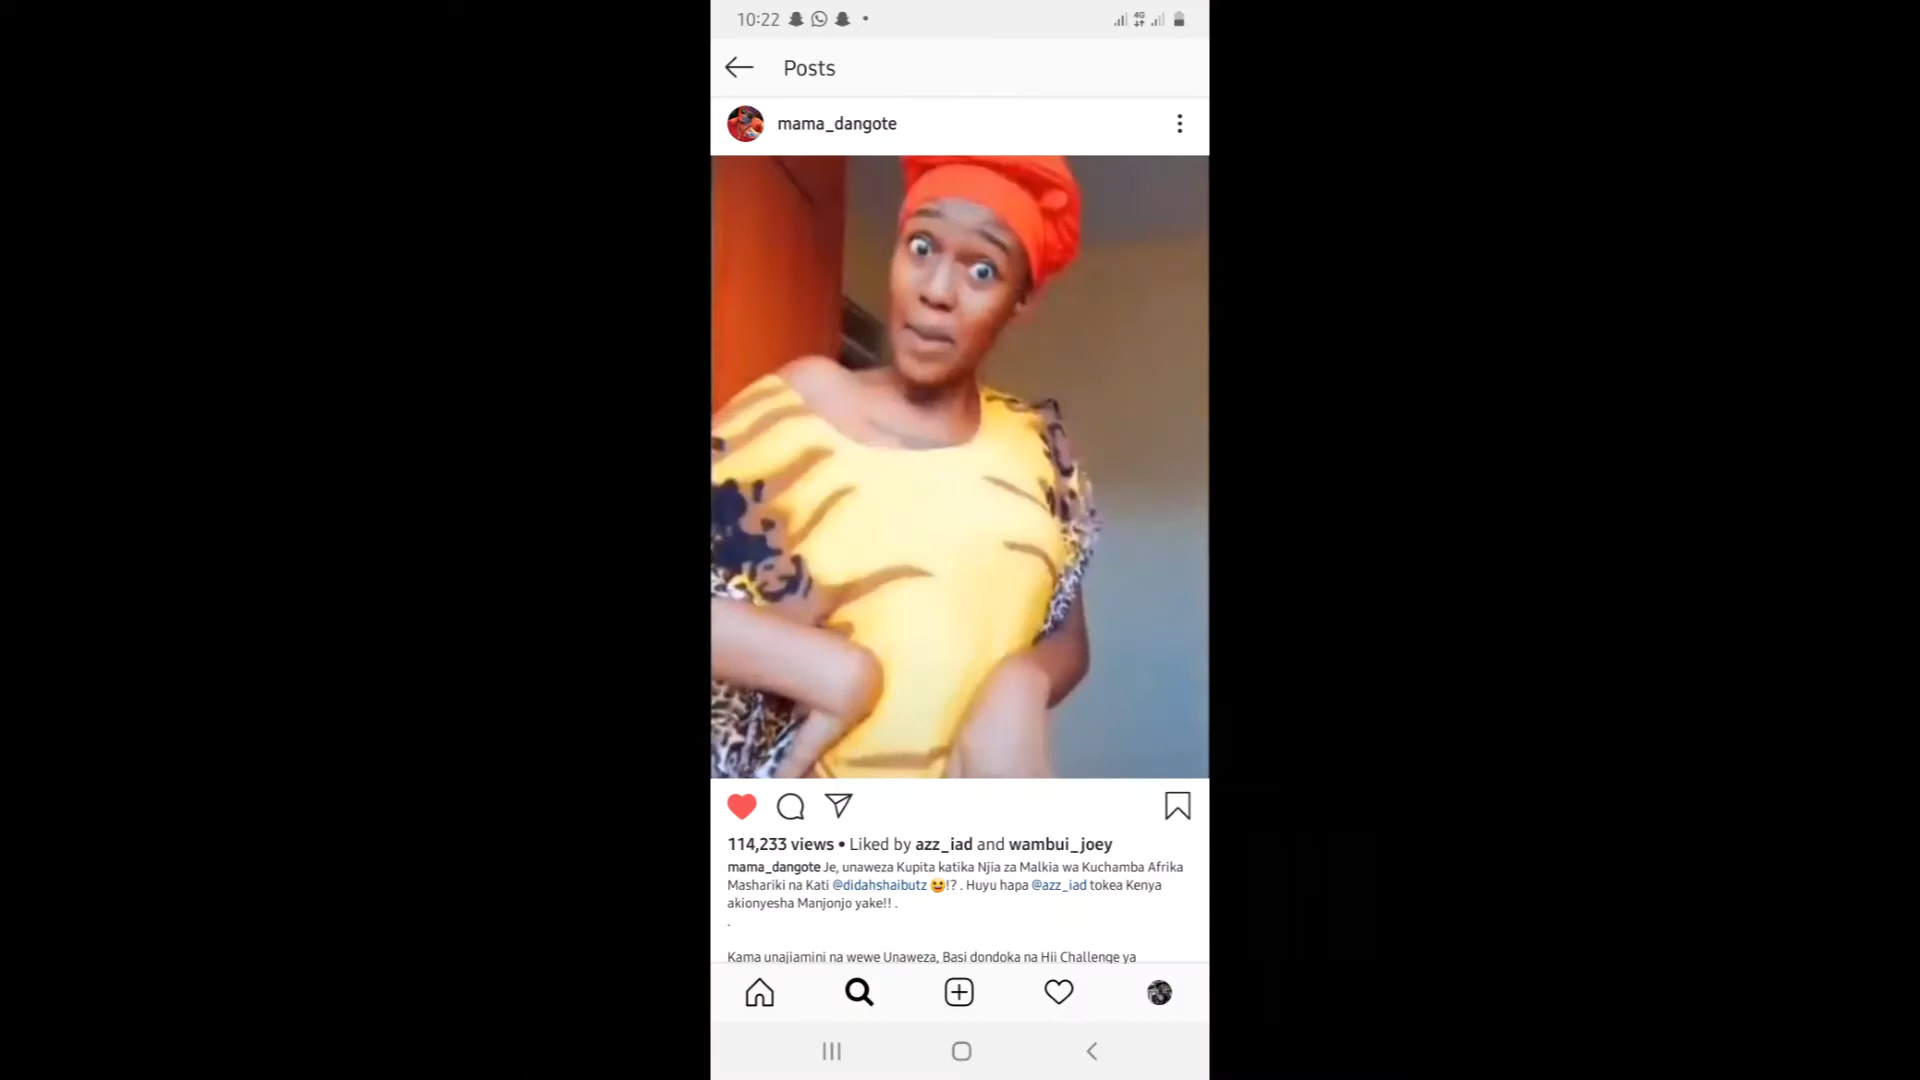 10:22
4G
Posts
mama_dangote
114,233 views • Liked by azz_iad and wambui_joey
mama_dangote Je, unaweza Kupita katika Njia za Malkia wa Kuchamba Afrika
Mashariki na Kati @didahshaibutz 😀!? . Huyu hapa @azz_iad tokea Kenya
akionyesha Manjonjo yake!! .
.
Kama unajiamini na wewe Unaweza, Basi dondoka na Hii Challenge ya